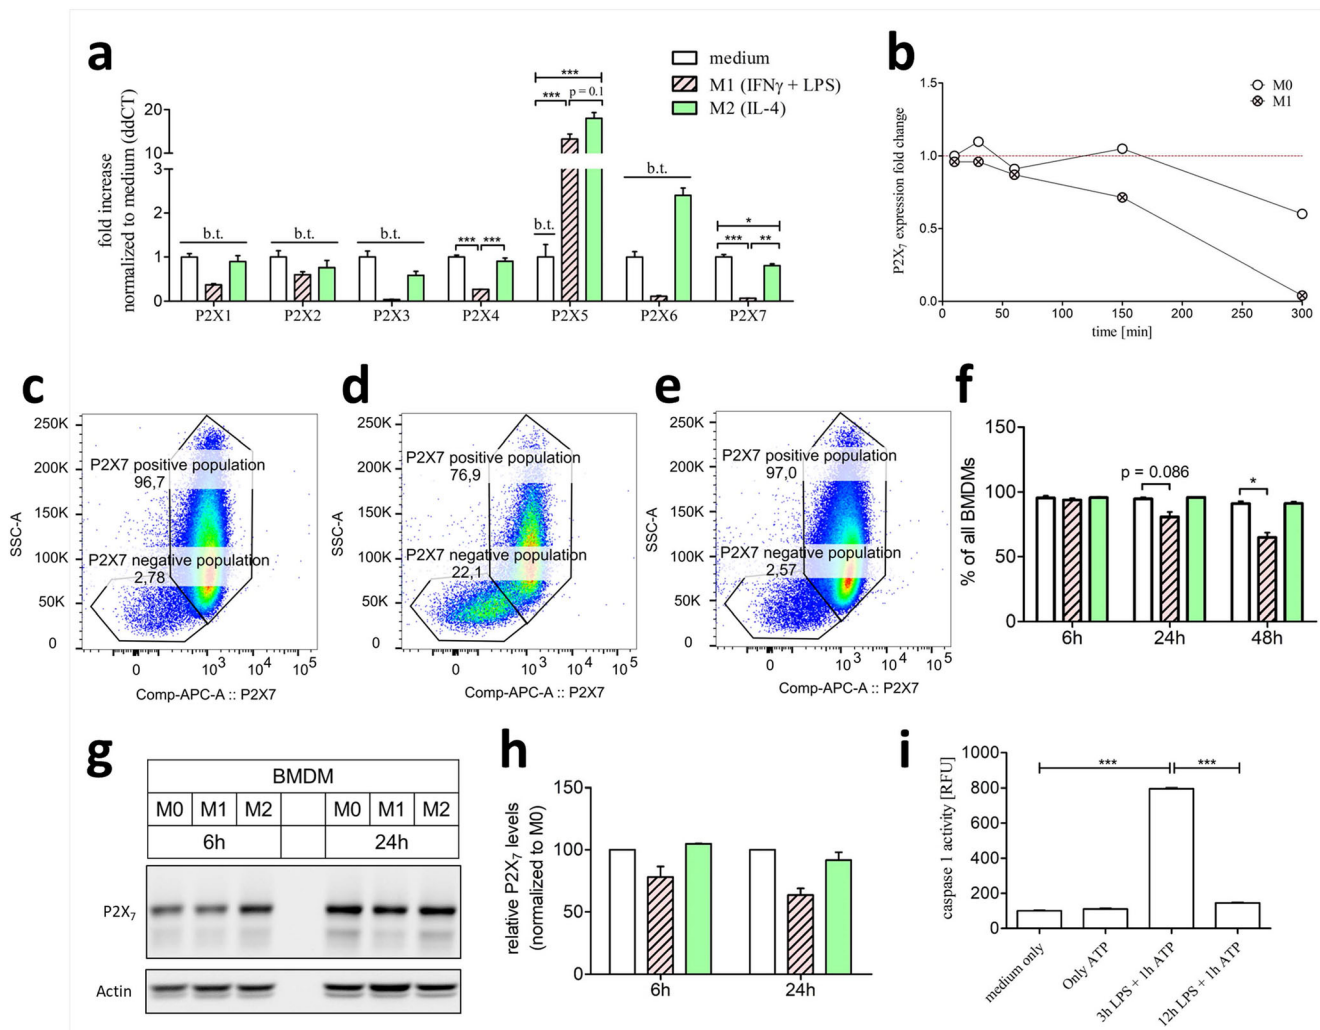 a
medium
M1 (IFNγ + LPS)
M2 (IL-4)
fold increase
normalized to medium (ddCT)
20
10
3
2
1
0
b.t.
b.t.
b.t.
***
***
b.t.
***
***
p = 0.1
b.t.
***
**
*
P2X1
P2X2
P2X3
P2X4
P2X5
P2X6
P2X7
b
P2X7 expression fold change
1.5
1.0
0.5
0.0
M0
M1
0
50
100
150
200
250
300
time [min]
c
SSC-A
250K
200K
150K
100K
50K
0
P2X7 positive population
96,7
P2X7 negative population
2,78
0
10^3
10^4
10^5
Comp-APC-A :: P2X7
d
SSC-A
250K
200K
150K
100K
50K
0
P2X7 positive population
76,9
P2X7 negative population
22,1
0
10^3
10^4
10^5
Comp-APC-A :: P2X7
e
SSC-A
250K
200K
150K
100K
50K
0
P2X7 positive population
97,0
P2X7 negative population
2,57
0
10^3
10^4
10^5
Comp-APC-A :: P2X7
f
% of all BMDMs
150
100
50
0
p = 0.086
*
6h
24h
48h
g
BMDM
M0 M1 M2 M0 M1 M2
6h 24h
P2X7
Actin
h
relative P2X7 levels
(normalized to M0)
150
100
50
0
6h
24h
i
caspase 1 activity [RFU]
1000
800
600
400
200
0
***
***
medium only
Only ATP
3h LPS + 1h ATP
12h LPS + 1h ATP